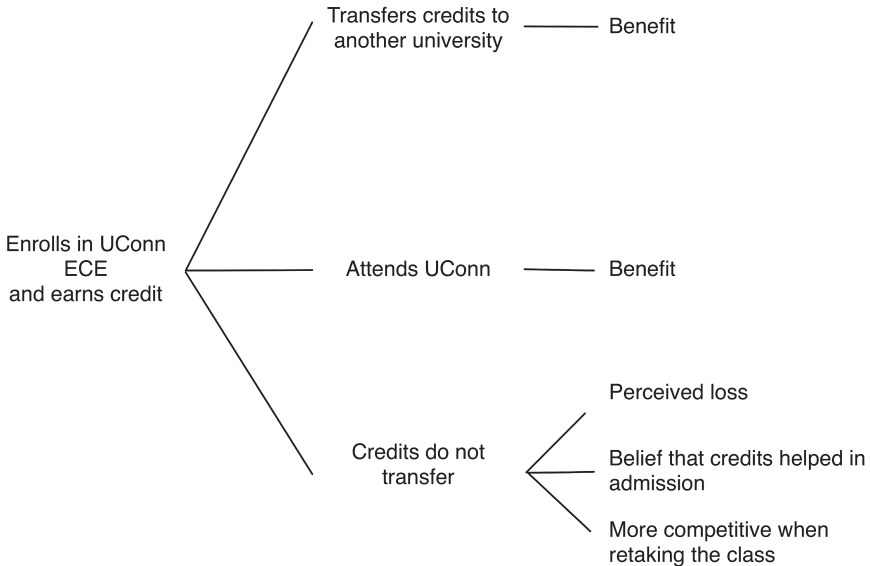 Transfers credits to
another university
Benefit
Enrolls in UConn
ECE
and earns credit
Attends UConn
Benefit
Credits do not
transfer
Perceived loss
Belief that credits helped in
admission
More competitive when
retaking the class